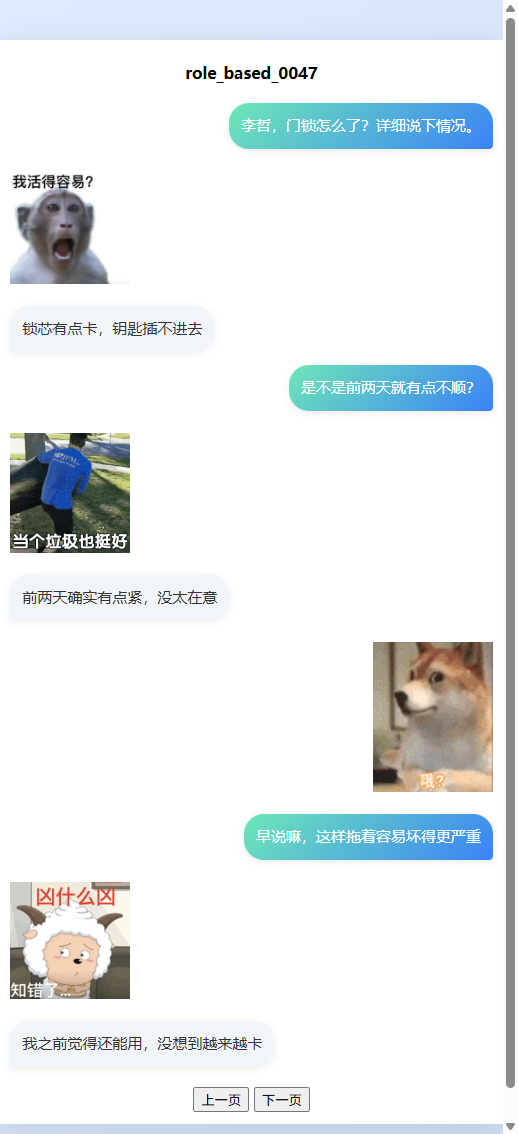 role_based_0047
李哲，门锁怎么了？详细说下情况。
我活得容易？
锁芯有点卡，钥匙插不进去
是不是前两天就有点不顺？
当个垃圾也挺好
前两天确实有点紧，没太在意
哦？
早说嘛，这样拖着容易坏得更严重
凶什么凶
知错了...
我之前觉得还能用，没想到越来越卡
上一页 下一页